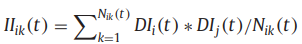 $II_{ik}(t) = \sum_{k=1}^{N_{ik}(t)} DI_i(t) * DI_j(t)/N_{ik}(t)$